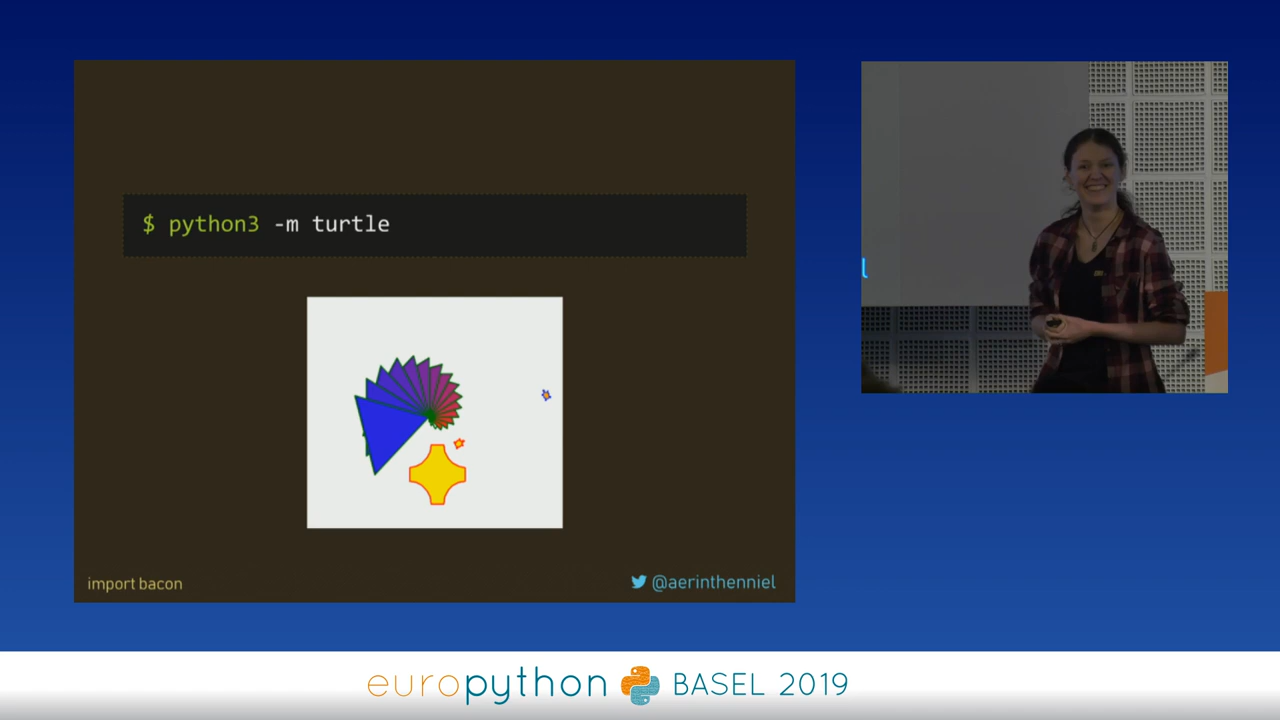 $ python3 -m turtle
import bacon
@aerinthenniel
l
europython BASEL 2019